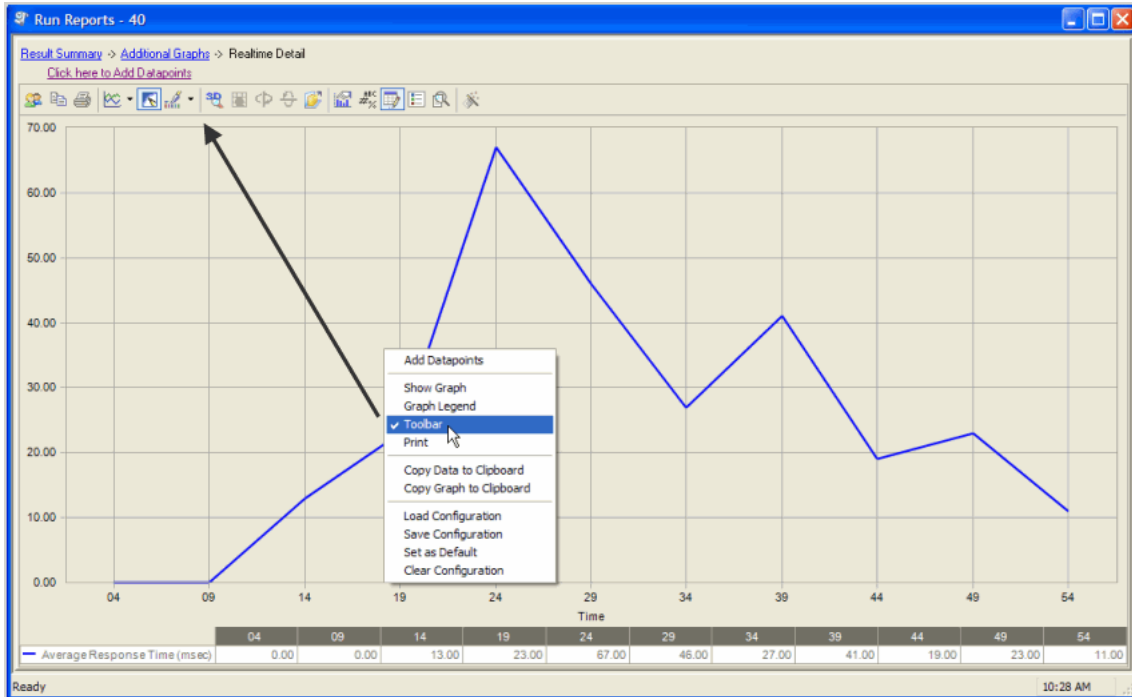 Run Reports - 40
Result Summary -> Additional Graphs -> Realtime Detail
Click here to Add Datapoints
70.00
60.00
50.00
40.00
30.00
20.00
10.00
0.00
Add Datapoints
Show Graph
Graph Legend
Toolbar
Print
Copy Data to Clipboard
Copy Graph to Clipboard
Load Configuration
Save Configuration
Set as Default
Clear Configuration
04 09 14 19 24 29 34 39 44 49 54
Time
04 09 14 19 24 29 34 39 44 49 54
Average Response Time (msec) 0.00 0.00 13.00 23.00 67.00 46.00 27.00 41.00 19.00 23.00 11.00
Ready 10:28 AM